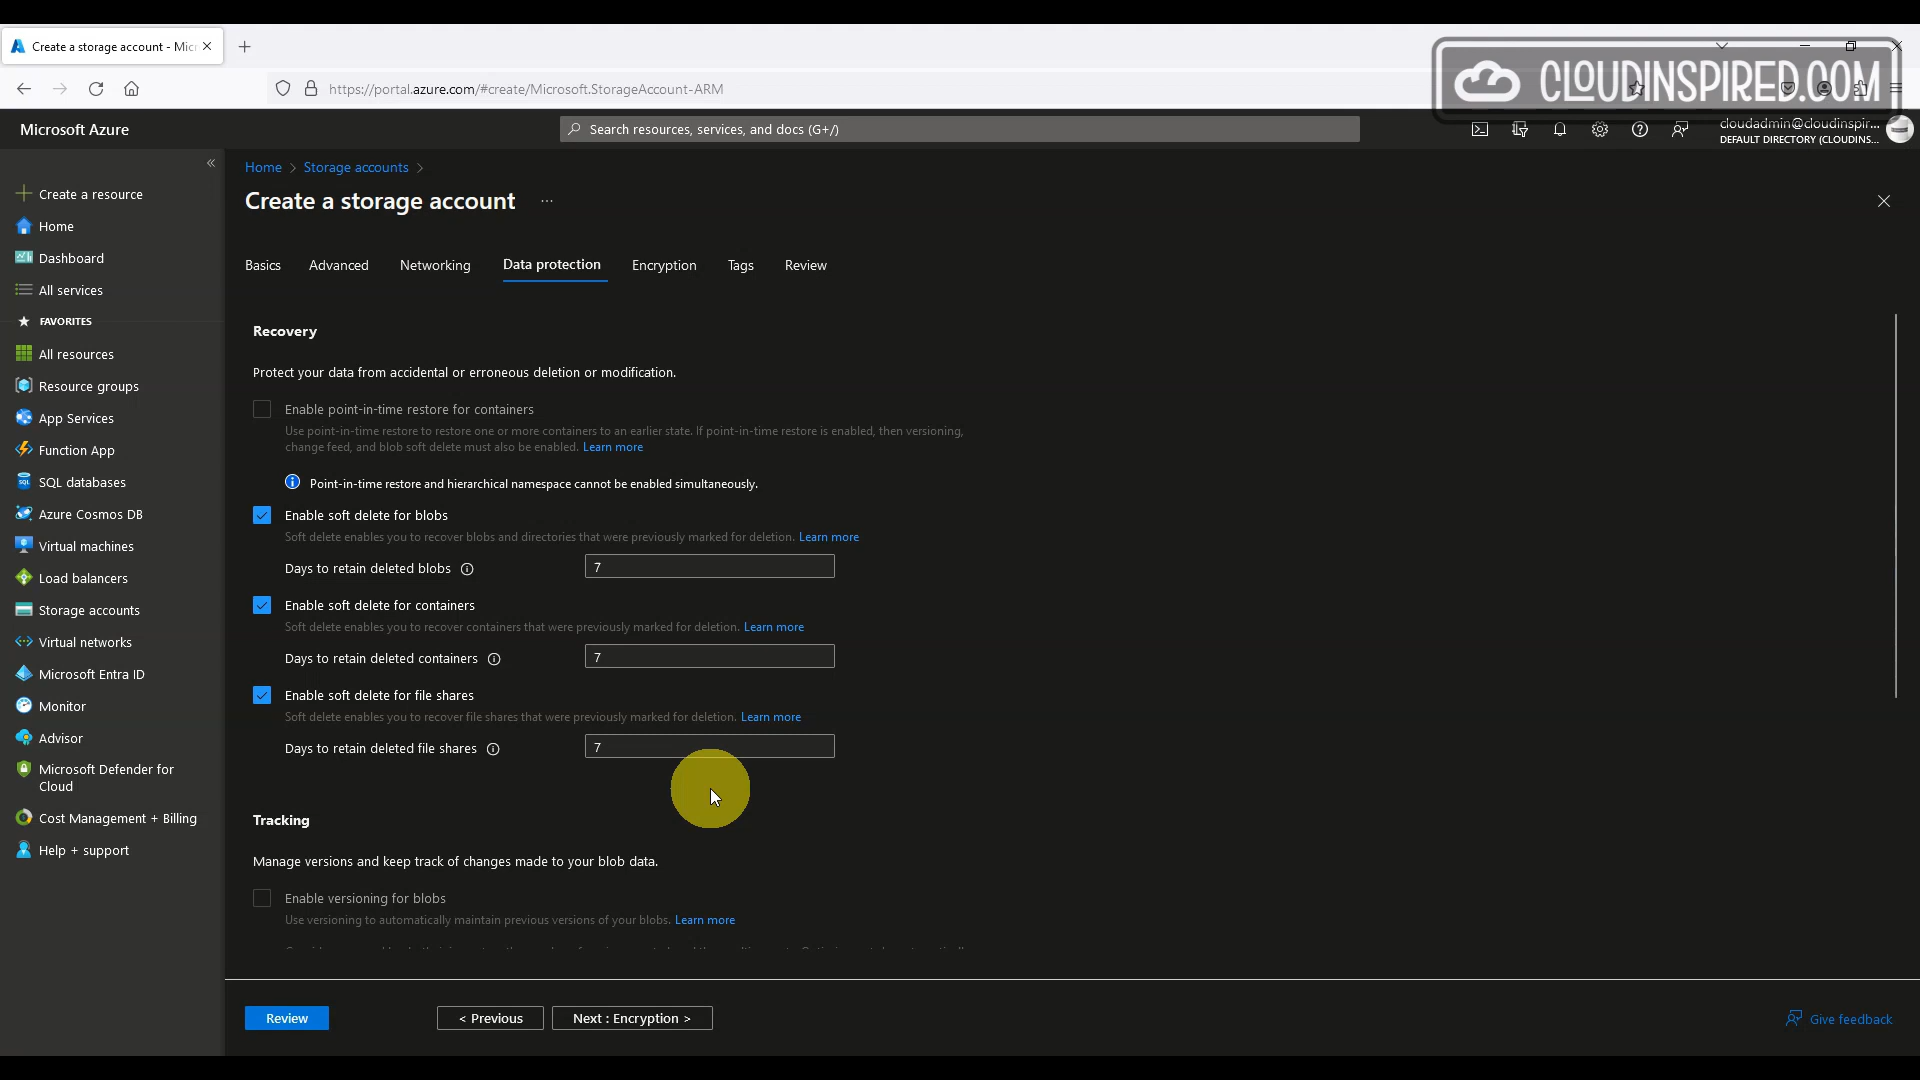 Create a storage account - Mic
https://portal.azure.com/#create/Microsoft.StorageAccount-ARM
CLOUDINSPIRED.COM
Microsoft Azure
Search resources, services, and docs (G+/)
cloudadmin@cloudinspir...
DEFAULT DIRECTORY (CLOUDINS...
Create a resource
Home
Dashboard
All services
FAVORITES
All resources
Resource groups
App Services
Function App
SQL databases
Azure Cosmos DB
Virtual machines
Load balancers
Storage accounts
Virtual networks
Microsoft Entra ID
Monitor
Advisor
Microsoft Defender for
Cloud
Cost Management + Billing
Help + support
Home > Storage accounts >
Create a storage account ...
Basics Advanced Networking Data protection Encryption Tags Review
Recovery
Protect your data from accidental or erroneous deletion or modification.
Enable point-in-time restore for containers
Use point-in-time restore to restore one or more containers to an earlier state. If point-in-time restore is enabled, then versioning,
change feed, and blob soft delete must also be enabled. Learn more
Point-in-time restore and hierarchical namespace cannot be enabled simultaneously.
Enable soft delete for blobs
Soft delete enables you to recover blobs and directories that were previously marked for deletion. Learn more
Days to retain deleted blobs 7
Enable soft delete for containers
Soft delete enables you to recover containers that were previously marked for deletion. Learn more
Days to retain deleted containers 7
Enable soft delete for file shares
Soft delete enables you to recover file shares that were previously marked for deletion. Learn more
Days to retain deleted file shares 7
Tracking
Manage versions and keep track of changes made to your blob data.
Enable versioning for blobs
Use versioning to automatically maintain previous versions of your blobs. Learn more
Review < Previous Next : Encryption > Give feedback